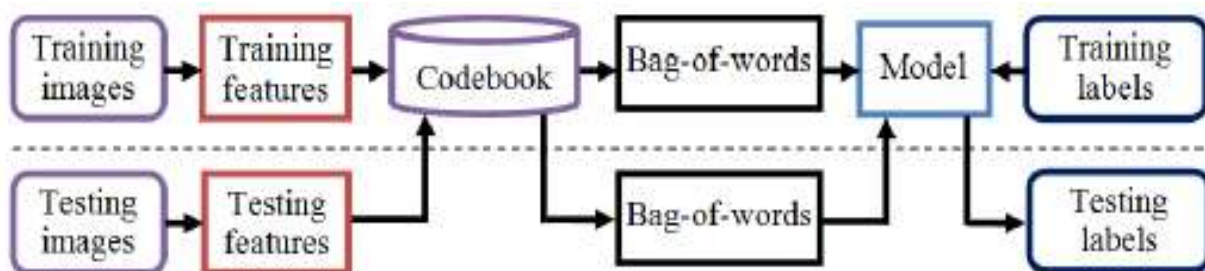 Training
images
Training
features
Codebook
Bag-of-words
Model
Training
labels
Testing
images
Testing
features
Bag-of-words
Testing
labels